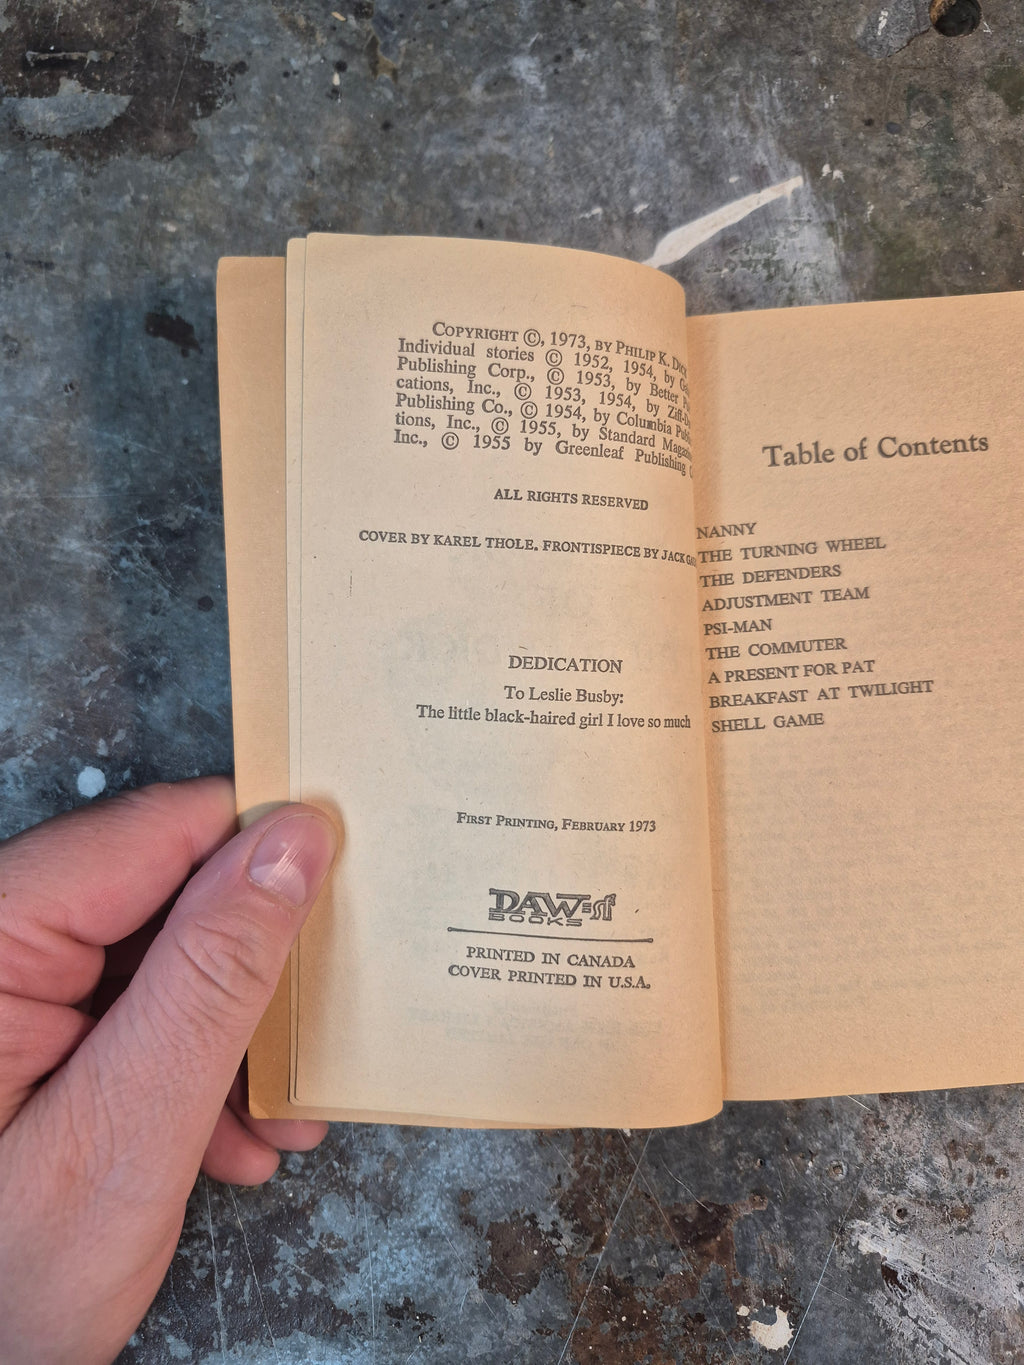 COPYRIGHT ©, 1973, BY PHILIP K. DICK
Individual stories © 1952, 1954, by
Publishing Corp., © 1953, by Better
cations, Inc., © 1953, 1954, by
Publishing Co., © 1954, by Columbia
tions, Inc., © 1955, by Standard
Inc., © 1955 by Greenleaf Publishing
ALL RIGHTS RESERVED
COVER BY KAREL THOLE. FRONTISPIECE BY JACK
DEDICATION
To Leslie Busby:
The little black-haired girl I love so much
FIRST PRINTING, FEBRUARY 1973
DAW sf
BOOKS
PRINTED IN CANADA
COVER PRINTED IN U.S.A.
Table of Contents
NANNY
THE TURNING WHEEL
THE DEFENDERS
ADJUSTMENT TEAM
PSI-MAN
THE COMMUTER
A PRESENT FOR PAT
BREAKFAST AT TWILIGHT
SHELL GAME